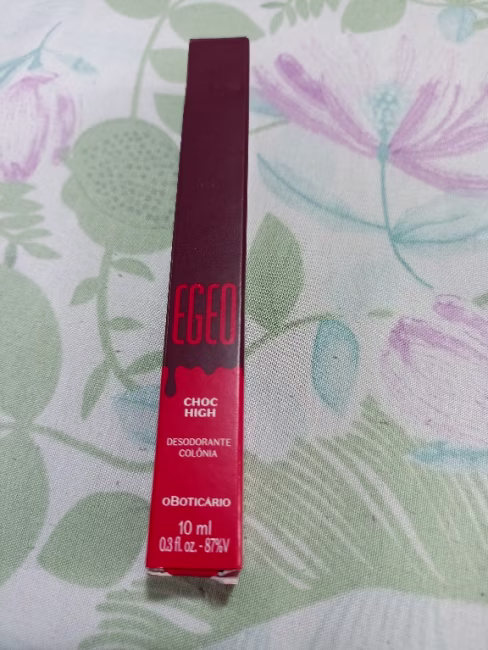 EGEO
CHOC
HIGH
DESODORANTE
COLÔNIA
oBOTICÁRIO
10 ml
0.3 fl. oz. - 87%V